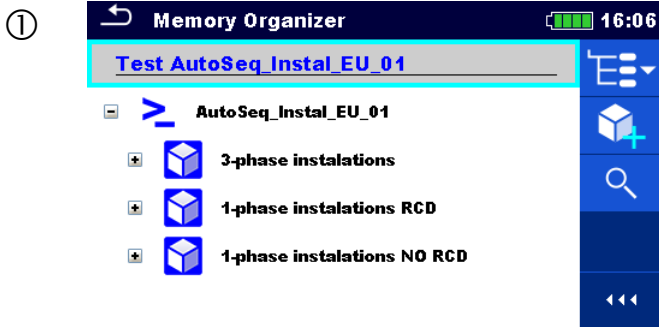 ①
Memory Organizer 16:06
Test AutoSeq_Instal_EU_01
AutoSeq_Instal_EU_01
3-phase instalations
1-phase instalations RCD
1-phase instalations NO RCD